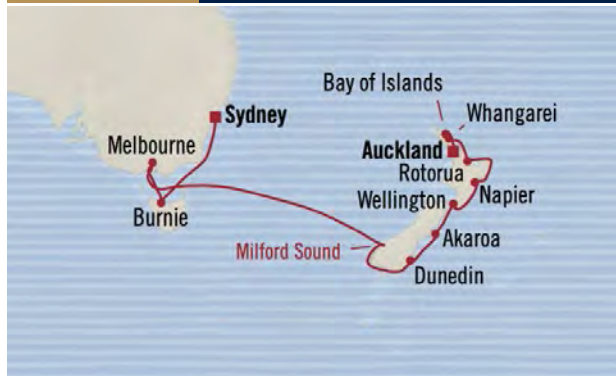 Bay of Islands
Whangarei
Sydney
Melbourne
Auckland
Rotorua
Wellington
Napier
Burnie
Akaroa
Milford Sound
Dunedin